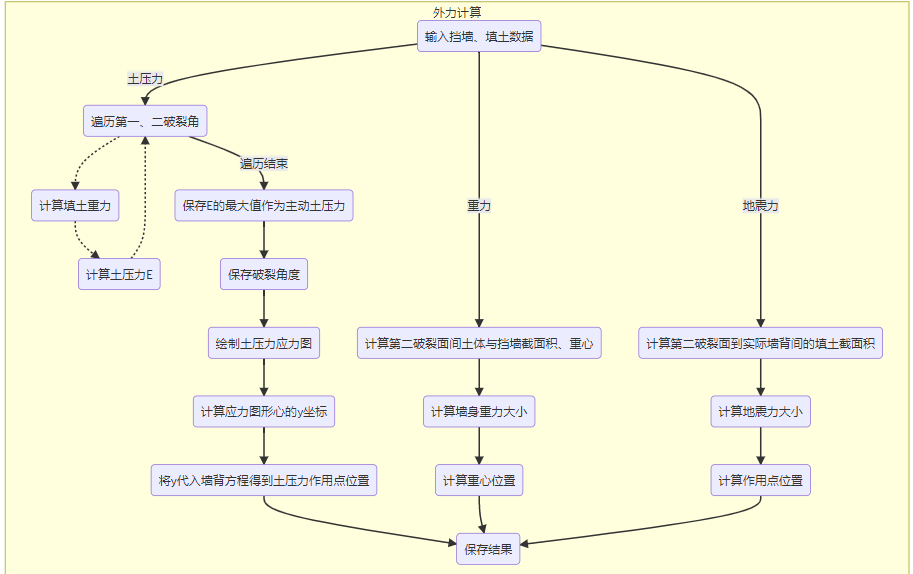 外力计算
输入挡墙、填土数据
土压力
遍历第一、二破裂角
遍历结束
计算填土重力
保存E的最大值作为主动土压力
重力
地震力
计算土压力E
保存破裂角度
绘制土压力应力图
计算第二破裂面间土体与挡墙截面积、重心
计算第二破裂面到实际墙背间的填土截面积
计算应力图形心的y坐标
计算墙身重力大小
计算地震力大小
将y代入墙背方程得到土压力作用点位置
计算重心位置
计算作用点位置
保存结果